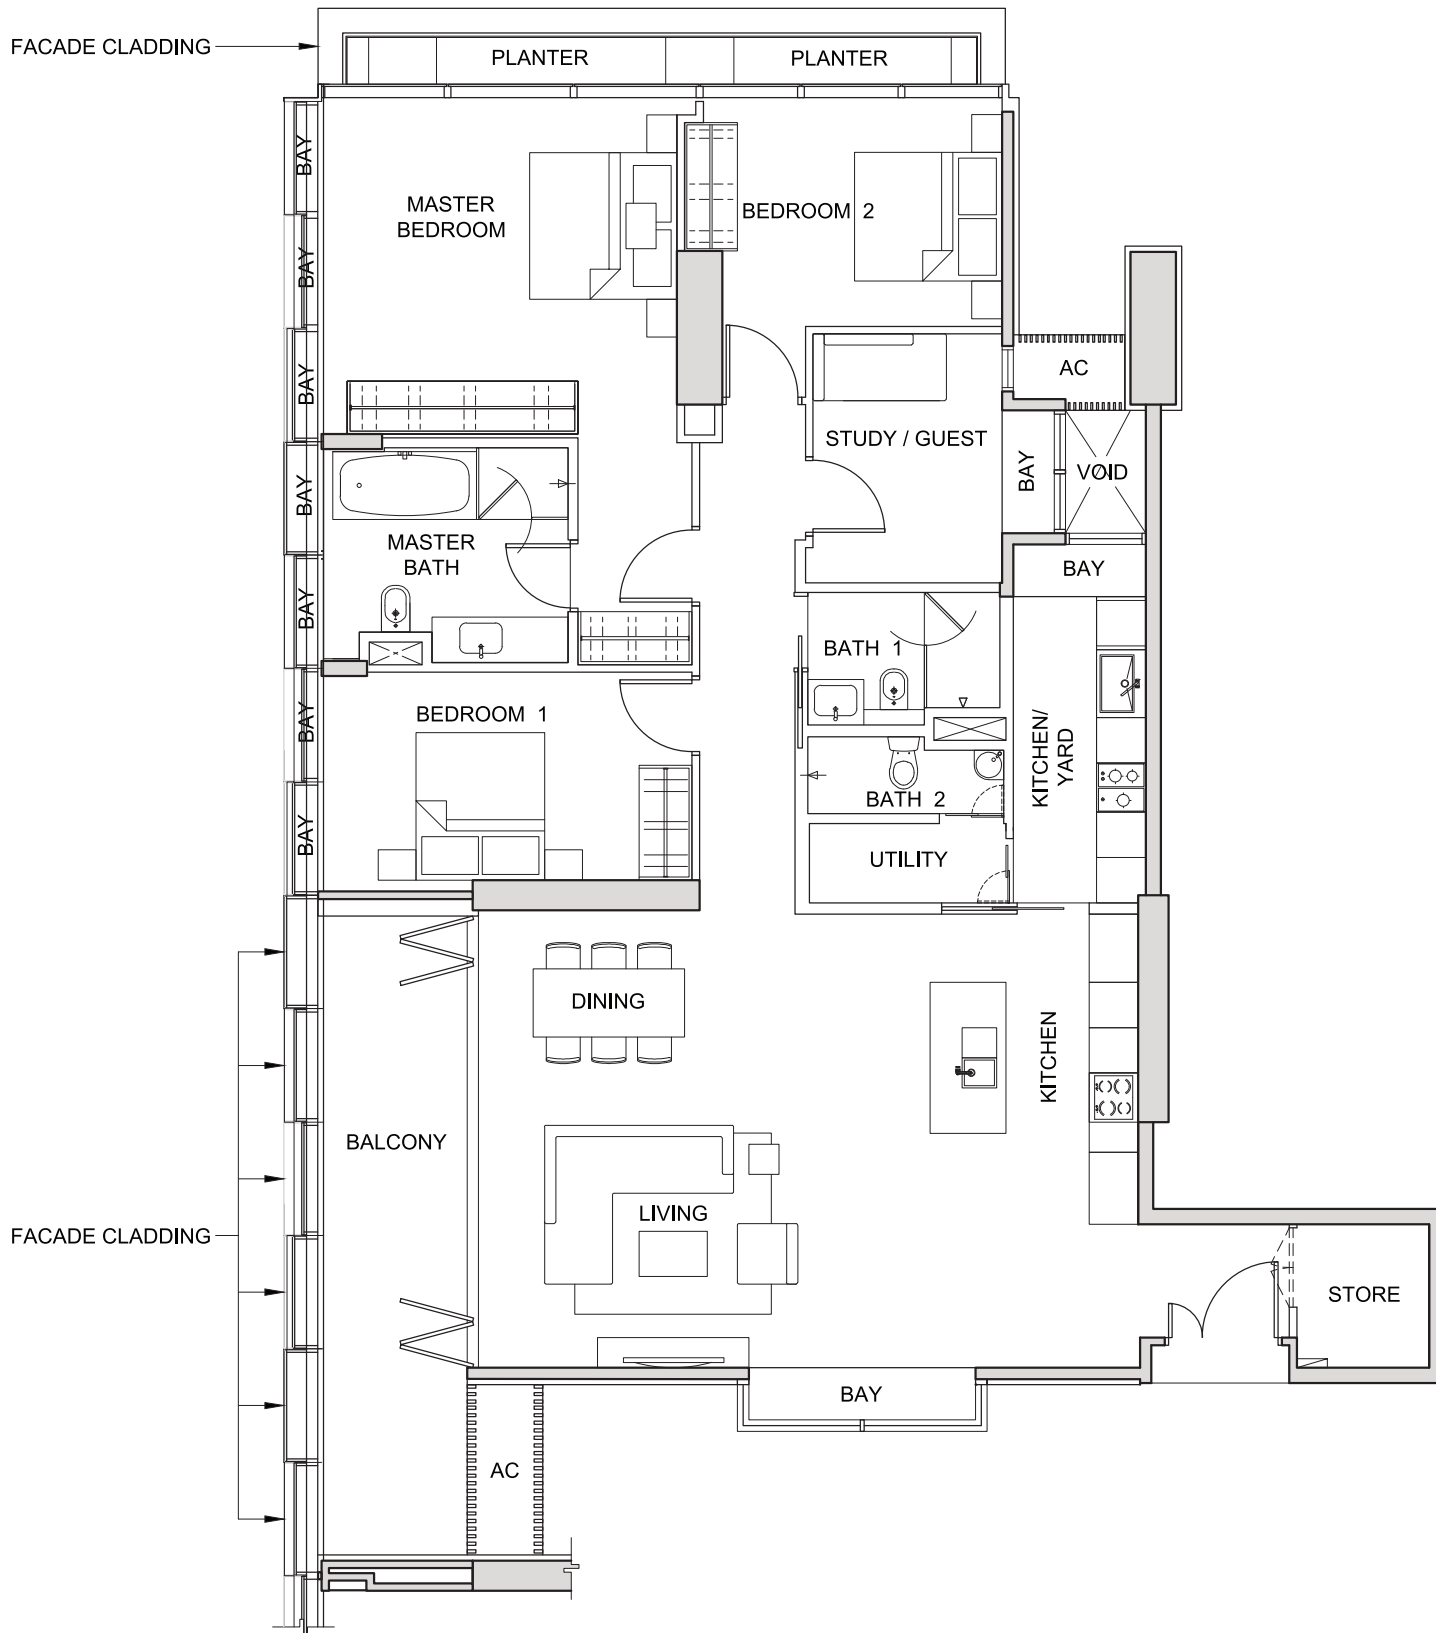 FACADE CLADDING
PLANTER
PLANTER
BAY
MASTER
BEDROOM
BEDROOM 2
BAY
AC
BAY
STUDY / GUEST
BAY
VOID
BAY
MASTER
BATH
BAY
BAY
BATH 1
BEDROOM 1
BAY
KITCHEN/
YARD
BATH 2
BAY
UTILITY
DINING
KITCHEN
BALCONY
LIVING
FACADE CLADDING
STORE
BAY
AC